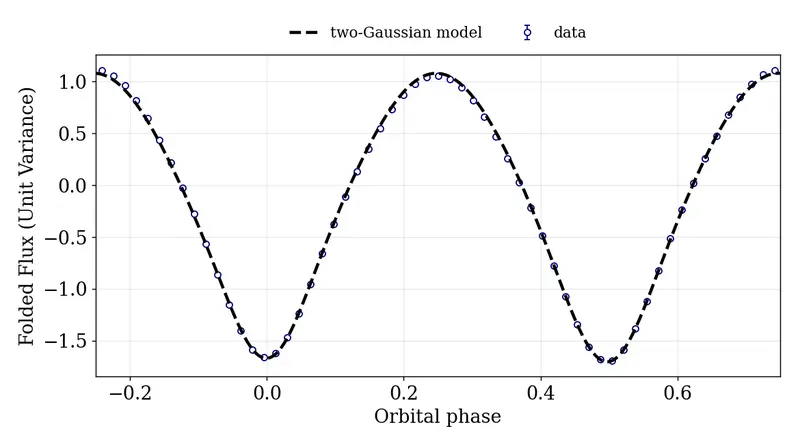 two-Gaussian model data
Folded Flux (Unit Variance)
1.0
0.5
0.0
−0.5
−1.0
−1.5
−0.2 0.0 0.2 0.4 0.6
Orbital phase